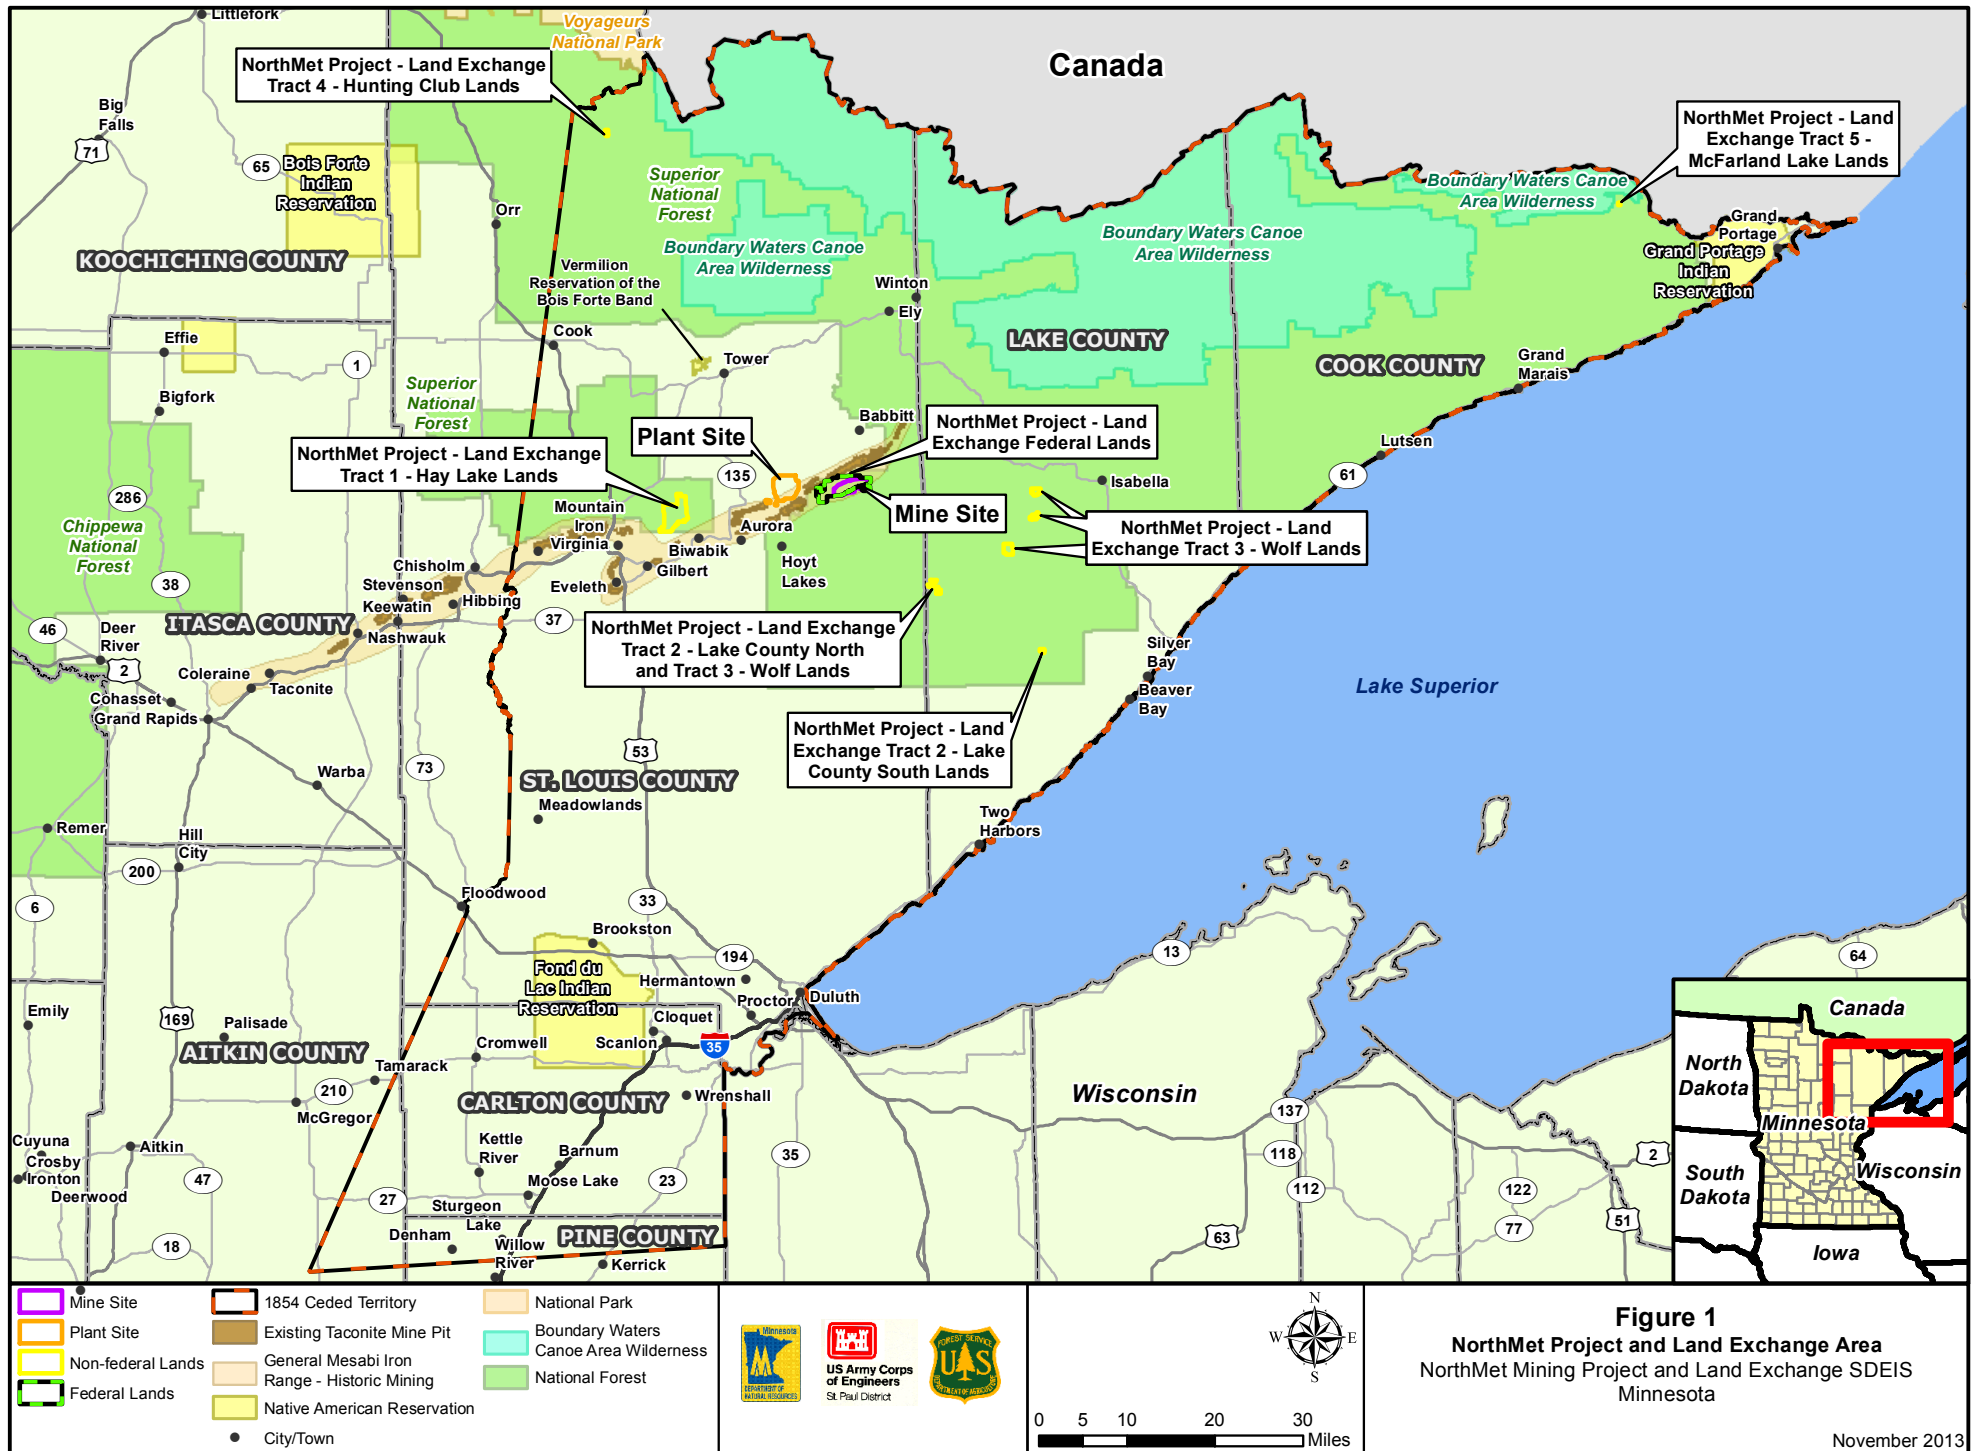 Littlefork
Voyageurs
National Park
Canada
NorthMet Project - Land Exchange
Tract 4 - Hunting Club Lands
Big
Falls
71
65
Bois Forte
Indian
Reservation
NorthMet Project - Land
Exchange Tract 5 -
McFarland Lake Lands
Superior
National
Forest
Boundary Waters Canoe
Area Wilderness
Orr
Grand
Portage
Grand Portage
Indian
Reservation
KOOCHICHING COUNTY
Boundary Waters Canoe
Area Wilderness
Boundary Waters Canoe
Area Wilderness
Vermilion
Reservation of the
Bois Forte Band
Winton
Ely
Effie
Cook
LAKE COUNTY
COOK COUNTY
Grand
Marais
1
Tower
Bigfork
Superior
National
Forest
Babbitt
Plant Site
NorthMet Project - Land
Exchange Federal Lands
Lutsen
NorthMet Project - Land Exchange
Tract 1 - Hay Lake Lands
135
61
Isabella
286
Mine Site
Mountain
Iron
Aurora
NorthMet Project - Land
Exchange Tract 3 - Wolf Lands
Chippewa
National
Forest
Virginia
Biwabik
Hoyt
Lakes
Chisholm
Stevenson
Gilbert
Eveleth
38
Keewatin
Hibbing
ITASCA COUNTY
37
Nashwauk
46
Deer
River
2
NorthMet Project - Land Exchange
Tract 2 - Lake County North
and Tract 3 - Wolf Lands
Silver
Bay
Coleraine
Taconite
Cohasset
Grand Rapids
Beaver
Bay
Lake Superior
NorthMet Project - Land
Exchange Tract 2 - Lake
County South Lands
53
Warba
73
ST. LOUIS COUNTY
Meadowlands
Two
Harbors
Remer
Hill
City
200
6
Floodwood
33
Brookston
194
13
64
Fond du
Lac Indian
Reservation
Hermantown
Proctor
Duluth
Emily
169
Palisade
Cloquet
Scanlon
35
AITKIN COUNTY
Cromwell
Tamarack
210
McGregor
CARLTON COUNTY
Wrenshall
Wisconsin
137
Cuyuna
Crosby
Ironton
Deerwood
Aitkin
Kettle
River
Barnum
35
118
2
47
27
Moose Lake
23
112
122
Sturgeon
Lake
Denham
PINE COUNTY
77
51
63
18
Willow
River
Kerrick
Canada
North
Dakota
Minnesota
South
Dakota
Wisconsin
Iowa
Mine Site
Plant Site
Non-federal Lands
Federal Lands
1854 Ceded Territory
Existing Taconite Mine Pit
General Mesabi Iron
Range - Historic Mining
Native American Reservation
City/Town
National Park
Boundary Waters
Canoe Area Wilderness
National Forest
Minnesota
DEPARTMENT OF
NATURAL RESOURCES
US Army Corps
of Engineers
St. Paul District
FOREST SERVICE
U S
DEPARTMENT OF AGRICULTURE
N
W E
S
0 5 10 20 30
Miles
Figure 1
NorthMet Project and Land Exchange Area
NorthMet Mining Project and Land Exchange SDEIS
Minnesota
November 2013